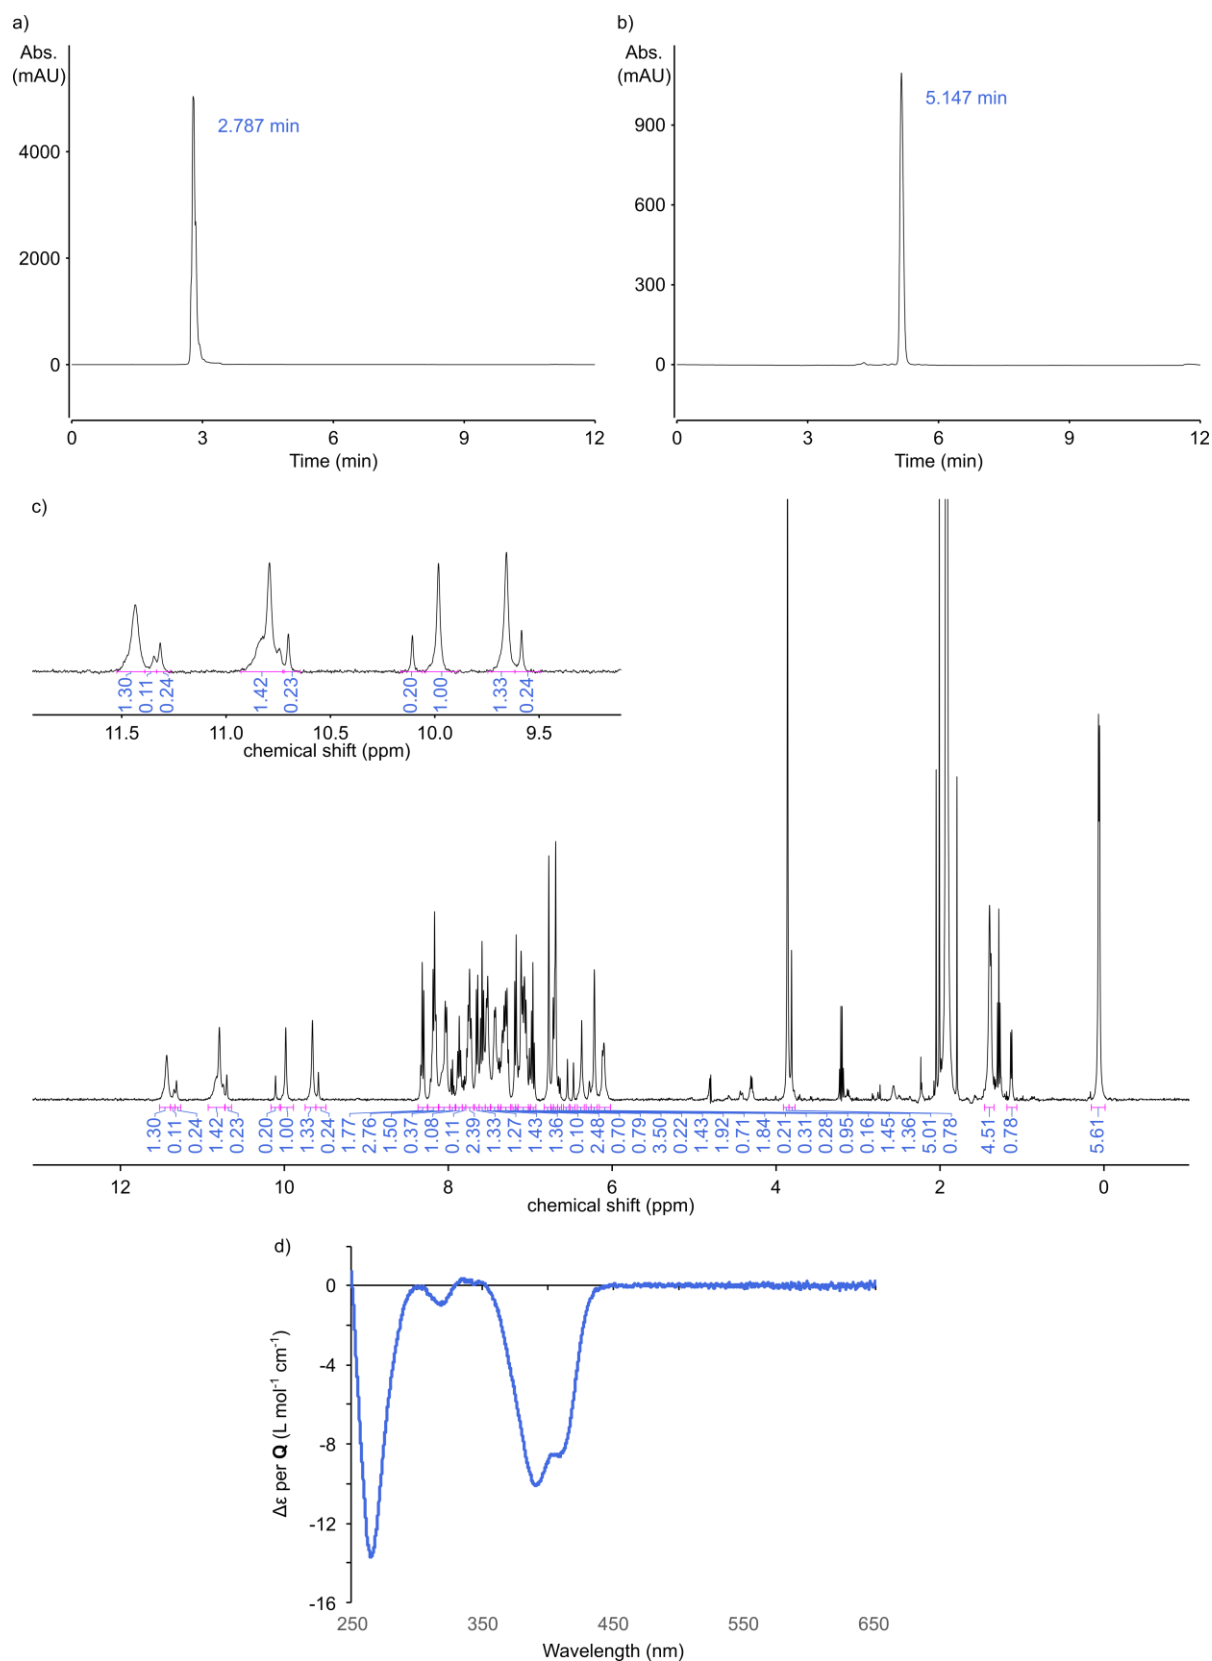 a)
Abs.
(mAU)
2.787 min
4000
2000
0
0 3 6 9 12
Time (min)
b)
Abs.
(mAU)
5.147 min
900
600
300
0
0 3 6 9 12
Time (min)
c)
1.30 0.11 0.24 1.42 0.23 0.20 1.00 1.33 0.24
11.5 11.0 10.5 10.0 9.5
chemical shift (ppm)
1.30 0.11 0.24 1.42 0.23 0.20 1.00 1.33 0.24 1.77 2.76 1.50 0.37 1.08 0.11 2.39 1.33 1.27 1.43 1.36 0.10 2.48 0.70 0.79 3.50 0.22 1.43 1.92 0.71 1.84 0.21 0.31 0.28 0.95 0.16 1.45 1.36 5.01 0.78 4.51 0.78 5.61
12 10 8 6 4 2 0
chemical shift (ppm)
d)
0
-4
-8
-12
-16
Δε per Q (L mol⁻¹ cm⁻¹)
250 350 450 550 650
Wavelength (nm)